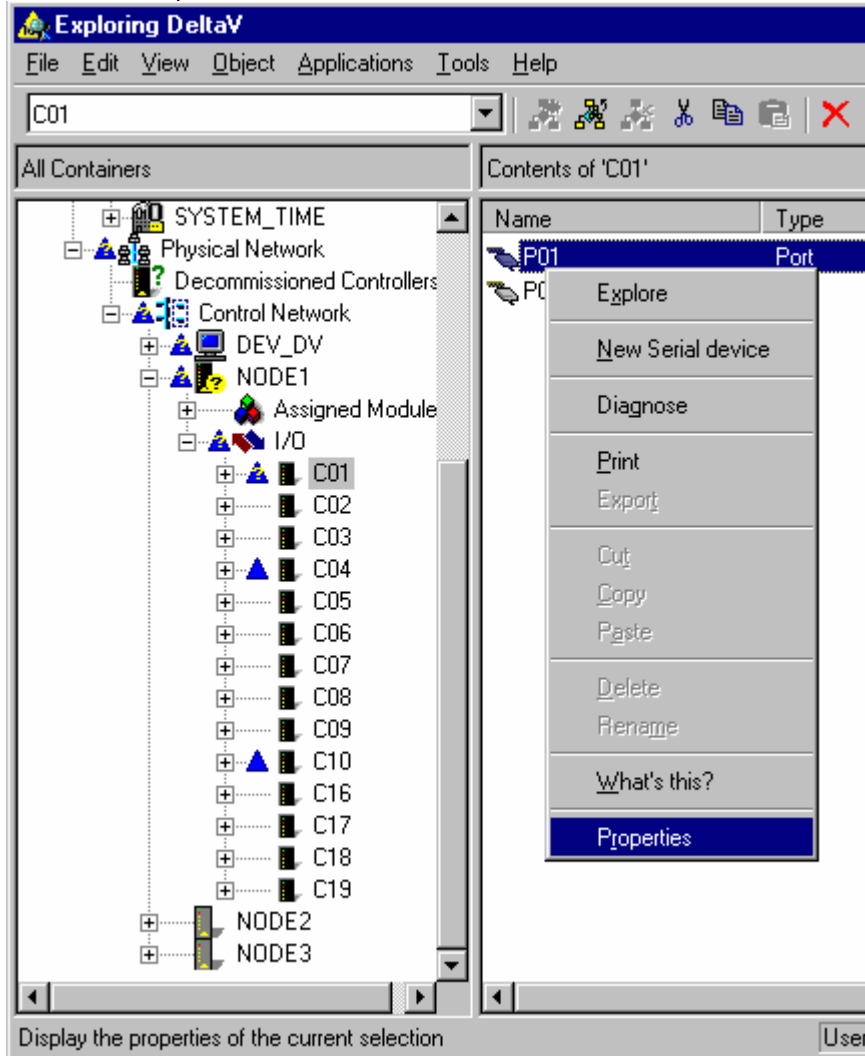 Exploring DeltaV
File Edit View Object Applications Tools Help
C01
All Containers
Contents of 'C01'
SYSTEM_TIME
Physical Network
Decommissioned Controllers
Control Network
DEV_DV
NODE1
Assigned Module
I/O
C01
C02
C03
C04
C05
C06
C07
C08
C09
C10
C16
C17
C18
C19
NODE2
NODE3
Name Type
P01 Port
Explore
New Serial device
Diagnose
Print
Export
Cut
Copy
Paste
Delete
Rename
What's this?
Properties
Display the properties of the current selection
User